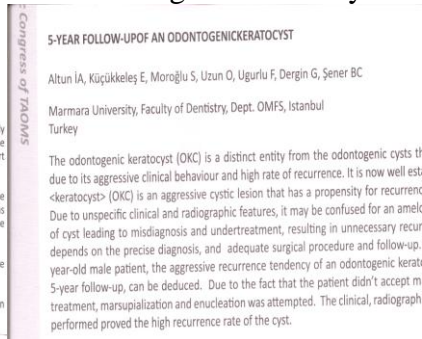 : Congress of TAOMS
5-YEAR FOLLOW-UPOF AN ODONTOGENICKERATOCYST
Altun İA, Küçükkeleş E, Moroğlu S, Uzun O, Ugurlu F, Dergin G, Şener BC
Marmara University, Faculty of Dentistry, Dept. OMFS, Istanbul
Turkey
The odontogenic keratocyst (OKC) is a distinct entity from the odontogenic cysts th
due to its aggressive clinical behaviour and high rate of recurrence. It is now well esta
<keratocyst> (OKC) is an aggressive cystic lesion that has a propensity for recurrenc
Due to unspecific clinical and radiographic features, it may be confused for an amelo
of cyst leading to misdiagnosis and undertreatment, resulting in unnecessary recur
depends on the precise diagnosis, and adequate surgical procedure and follow-up.
year-old male patient, the aggressive recurrence tendency of an odontogenic kerato
5-year follow-up, can be deduced. Due to the fact that the patient didn't accept m
treatment, marsupialization and enucleation was attempted. The clinical, radiograph
performed proved the high recurrence rate of the cyst.